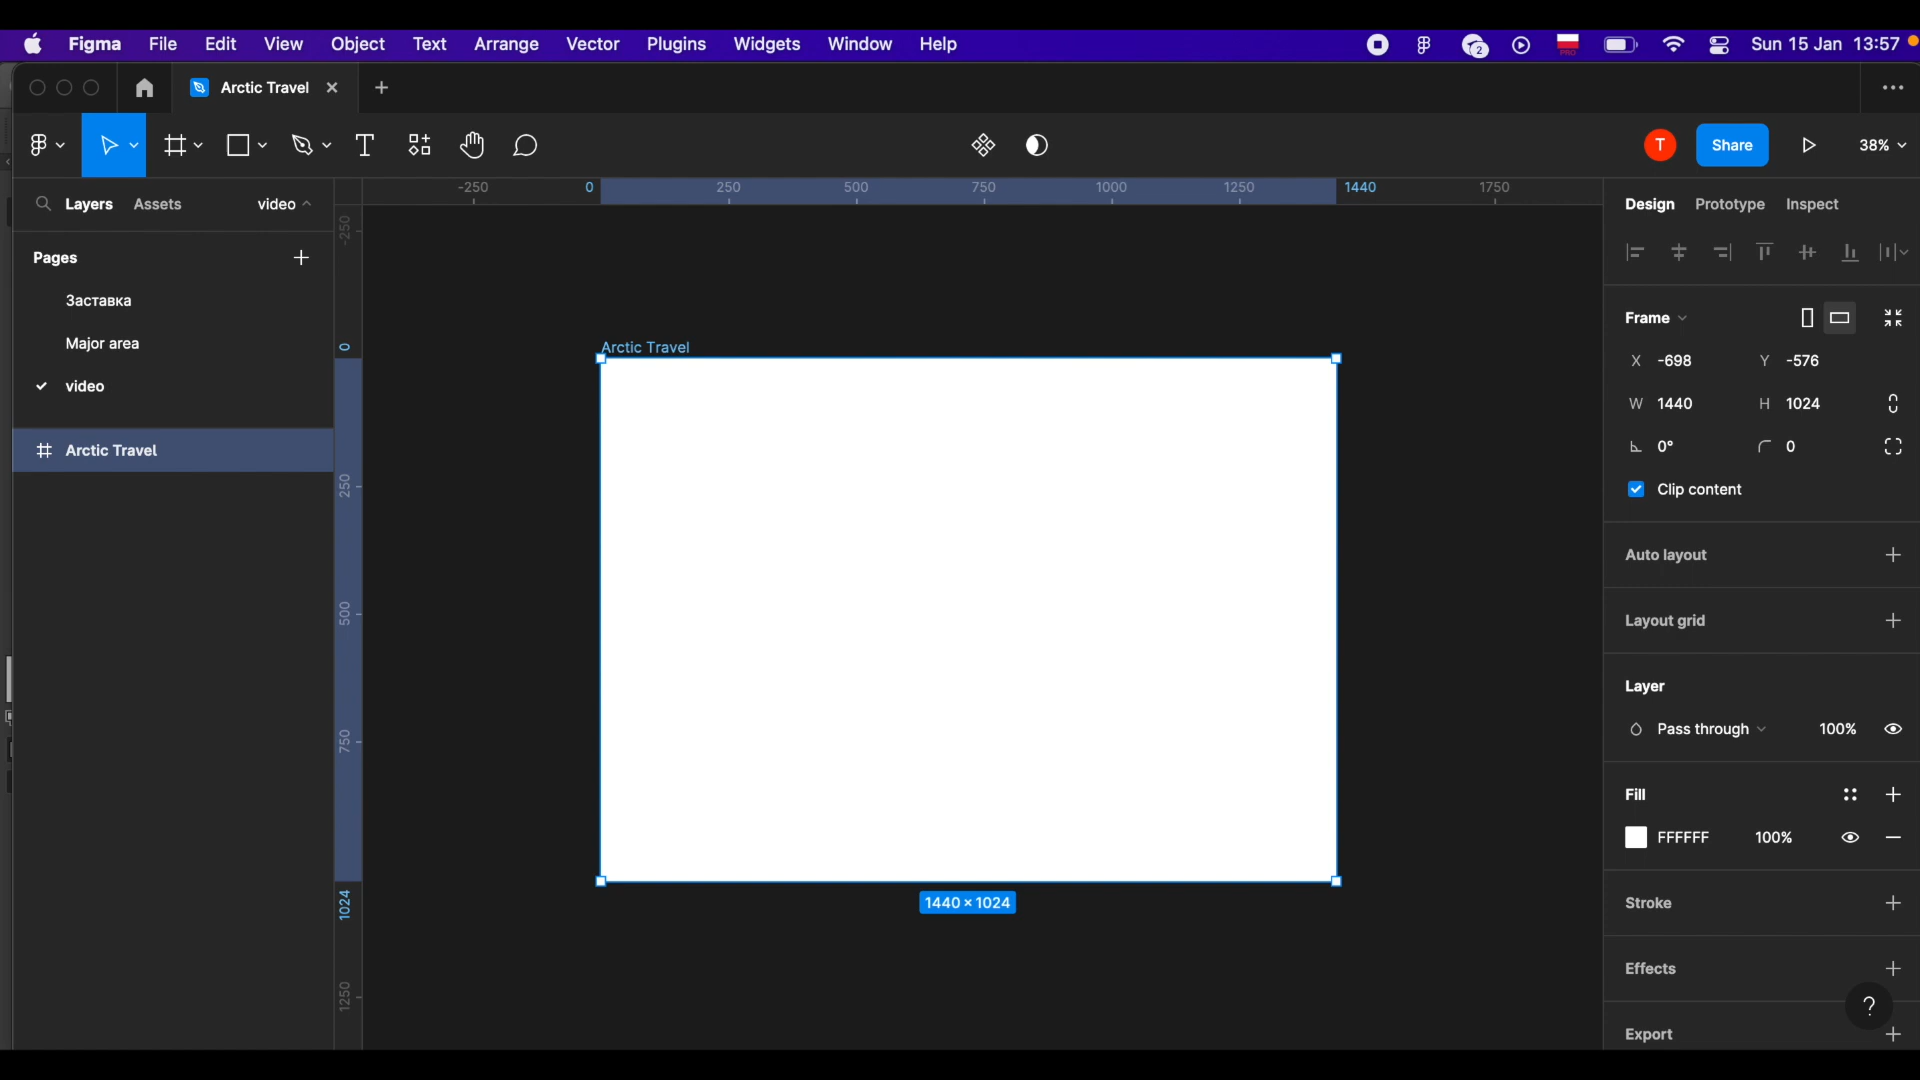 Figma File Edit View Object Text Arrange Vector Plugins Widgets Window Help 2 PRO Sun 15 Jan 13:57
Arctic Travel
T Share 38%
Layers Assets video
-250 0 250 500 750 1000 1250 1440 1750
Design Prototype Inspect
Pages
Заставка
Major area
video
Arctic Travel
-250
0
250
500
750
1024
1250
Arctic Travel
1440 × 1024
Frame
X -698 Y -576
W 1440 H 1024
0° 0
Clip content
Auto layout
Layout grid
Layer
Pass through 100%
Fill
FFFFFF 100%
Stroke
Effects
?
Export